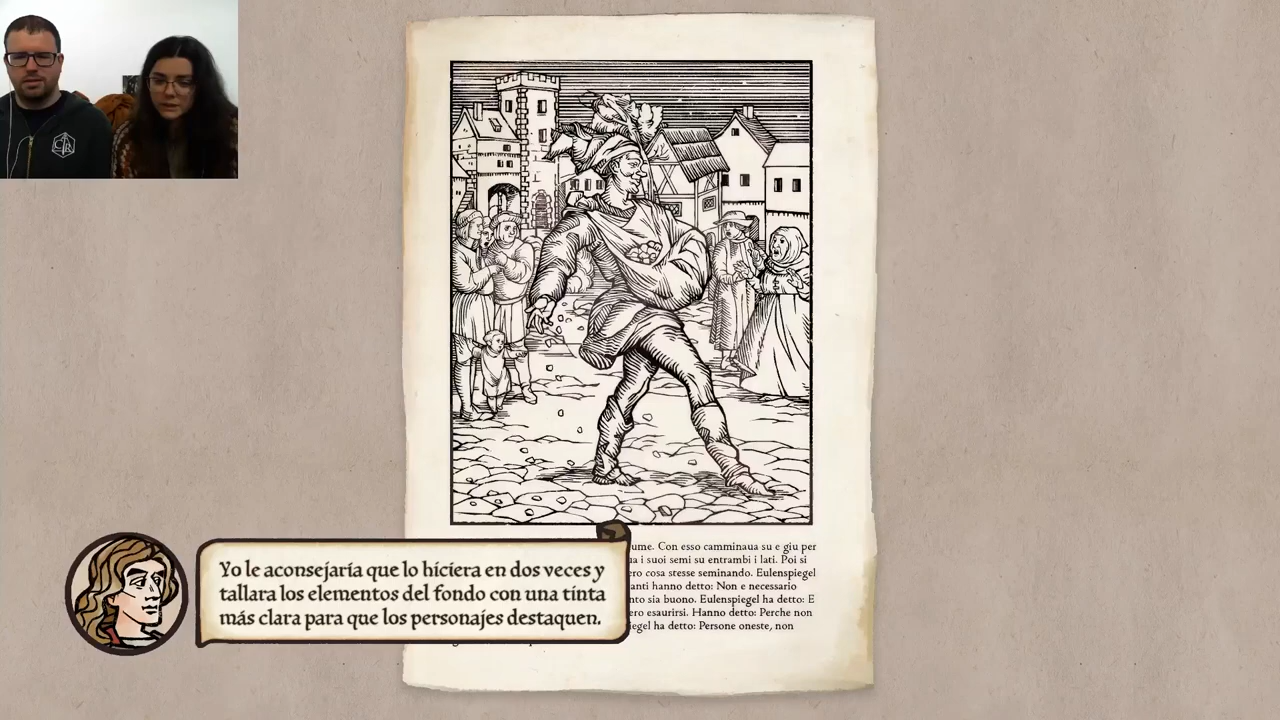 ume. Con esso camminaua su e giu per
ua i suoi semi su entrambi i lati. Poi si
ero cosa stesse seminando. Eulenspiegel
anti hanno detto: Non e necessario
nto sia buono. Eulenspiegel ha detto: E
ero esaurirsi. Hanno detto: Perche non
iegel ha detto: Persone oneste, non
Yo le aconsejaría que lo hiciera en dos veces y
tallara los elementos del fondo con una tinta
más clara para que los personajes destaquen.